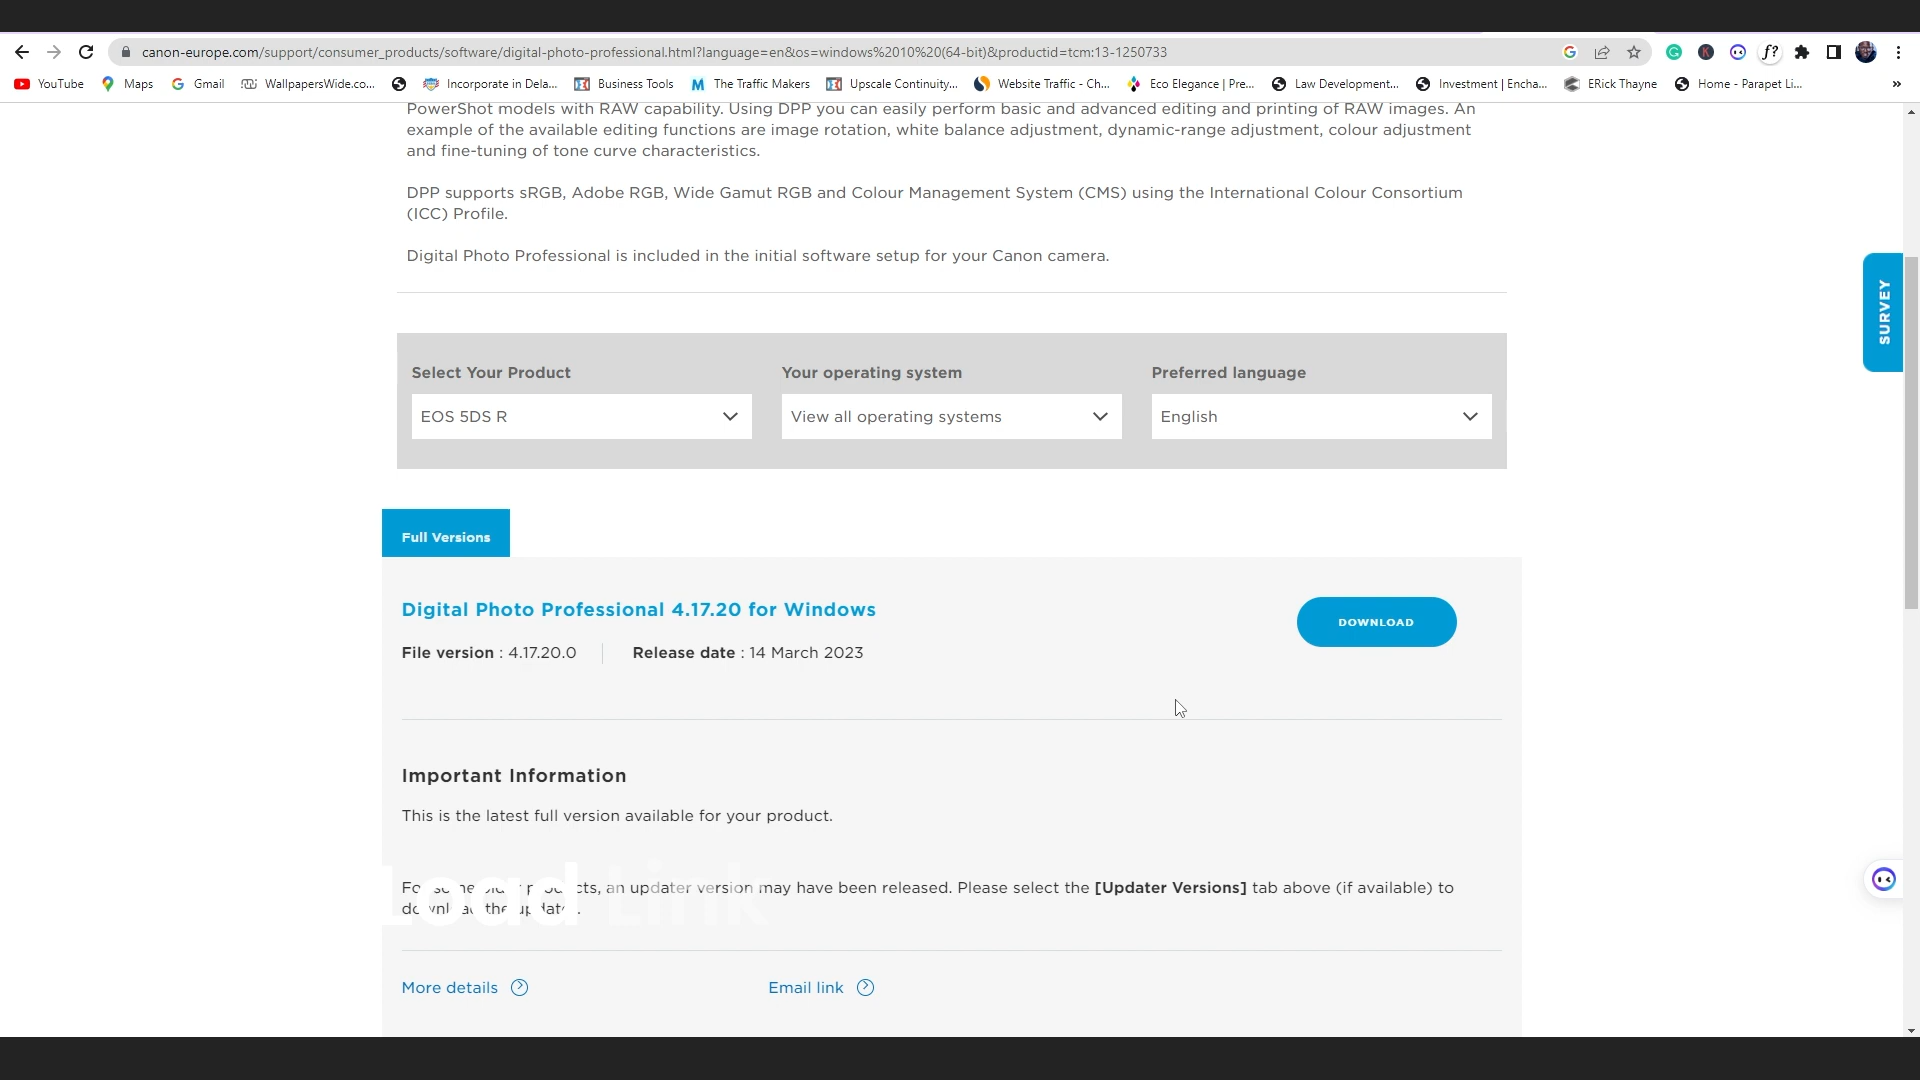 canon-europe.com/support/consumer_products/software/digital-photo-professional.html?language=en&os=windows%2010%20(64-bit)&productid=tcm:13-1250733
YouTube Maps Gmail WallpapersWide.co... Incorporate in Dela... Business Tools The Traffic Makers Upscale Continuity... Website Traffic - Ch... Eco Elegance | Pre... Law Development... Investment | Encha... ERick Thayne Home - Parapet Li... »
PowerShot models with RAW capability. Using DPP you can easily perform basic and advanced editing and printing of RAW images. An
example of the available editing functions are image rotation, white balance adjustment, dynamic-range adjustment, colour adjustment
and fine-tuning of tone curve characteristics.
DPP supports sRGB, Adobe RGB, Wide Gamut RGB and Colour Management System (CMS) using the International Colour Consortium
(ICC) Profile.
Digital Photo Professional is included in the initial software setup for your Canon camera.
SURVEY
Select Your Product Your operating system Preferred language
EOS 5DS R View all operating systems English
Full Versions
Digital Photo Professional 4.17.20 for Windows
DOWNLOAD
File version : 4.17.20.0 Release date : 14 March 2023
Important Information
This is the latest full version available for your product.
For some older products, an updater version may have been released. Please select the [Updater Versions] tab above (if available) to
download the updater.
Load Link
More details Email link